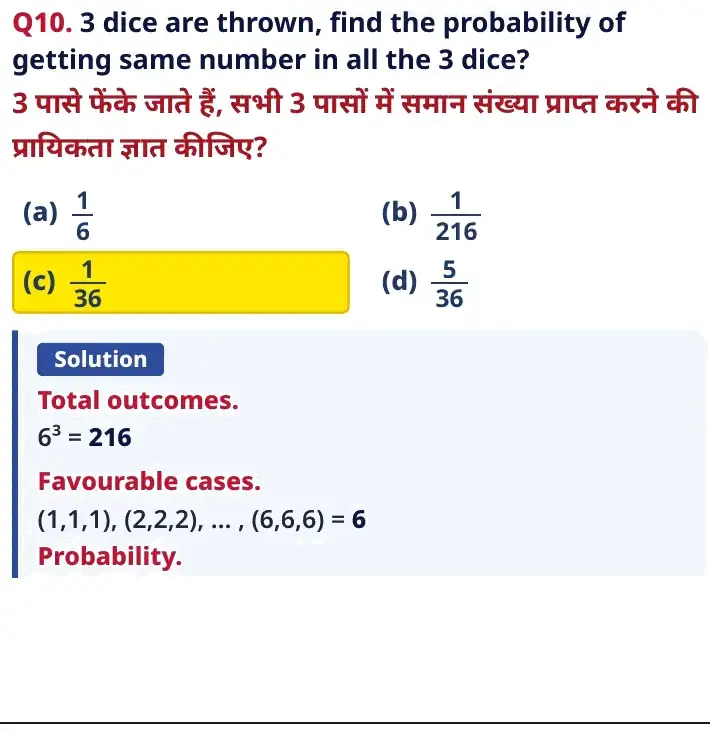 Q10. 3 dice are thrown, find the probability of
getting same number in all the 3 dice?
3 पासे फेंके जाते हैं, सभी 3 पासों में समान संख्या प्राप्त करने की
प्रायिकता ज्ञात कीजिए?
(a) 1/6 (b) 1/216
(c) 1/36 (d) 5/36
Solution
Total outcomes.
6³ = 216
Favourable cases.
(1,1,1), (2,2,2), ... , (6,6,6) = 6
Probability.